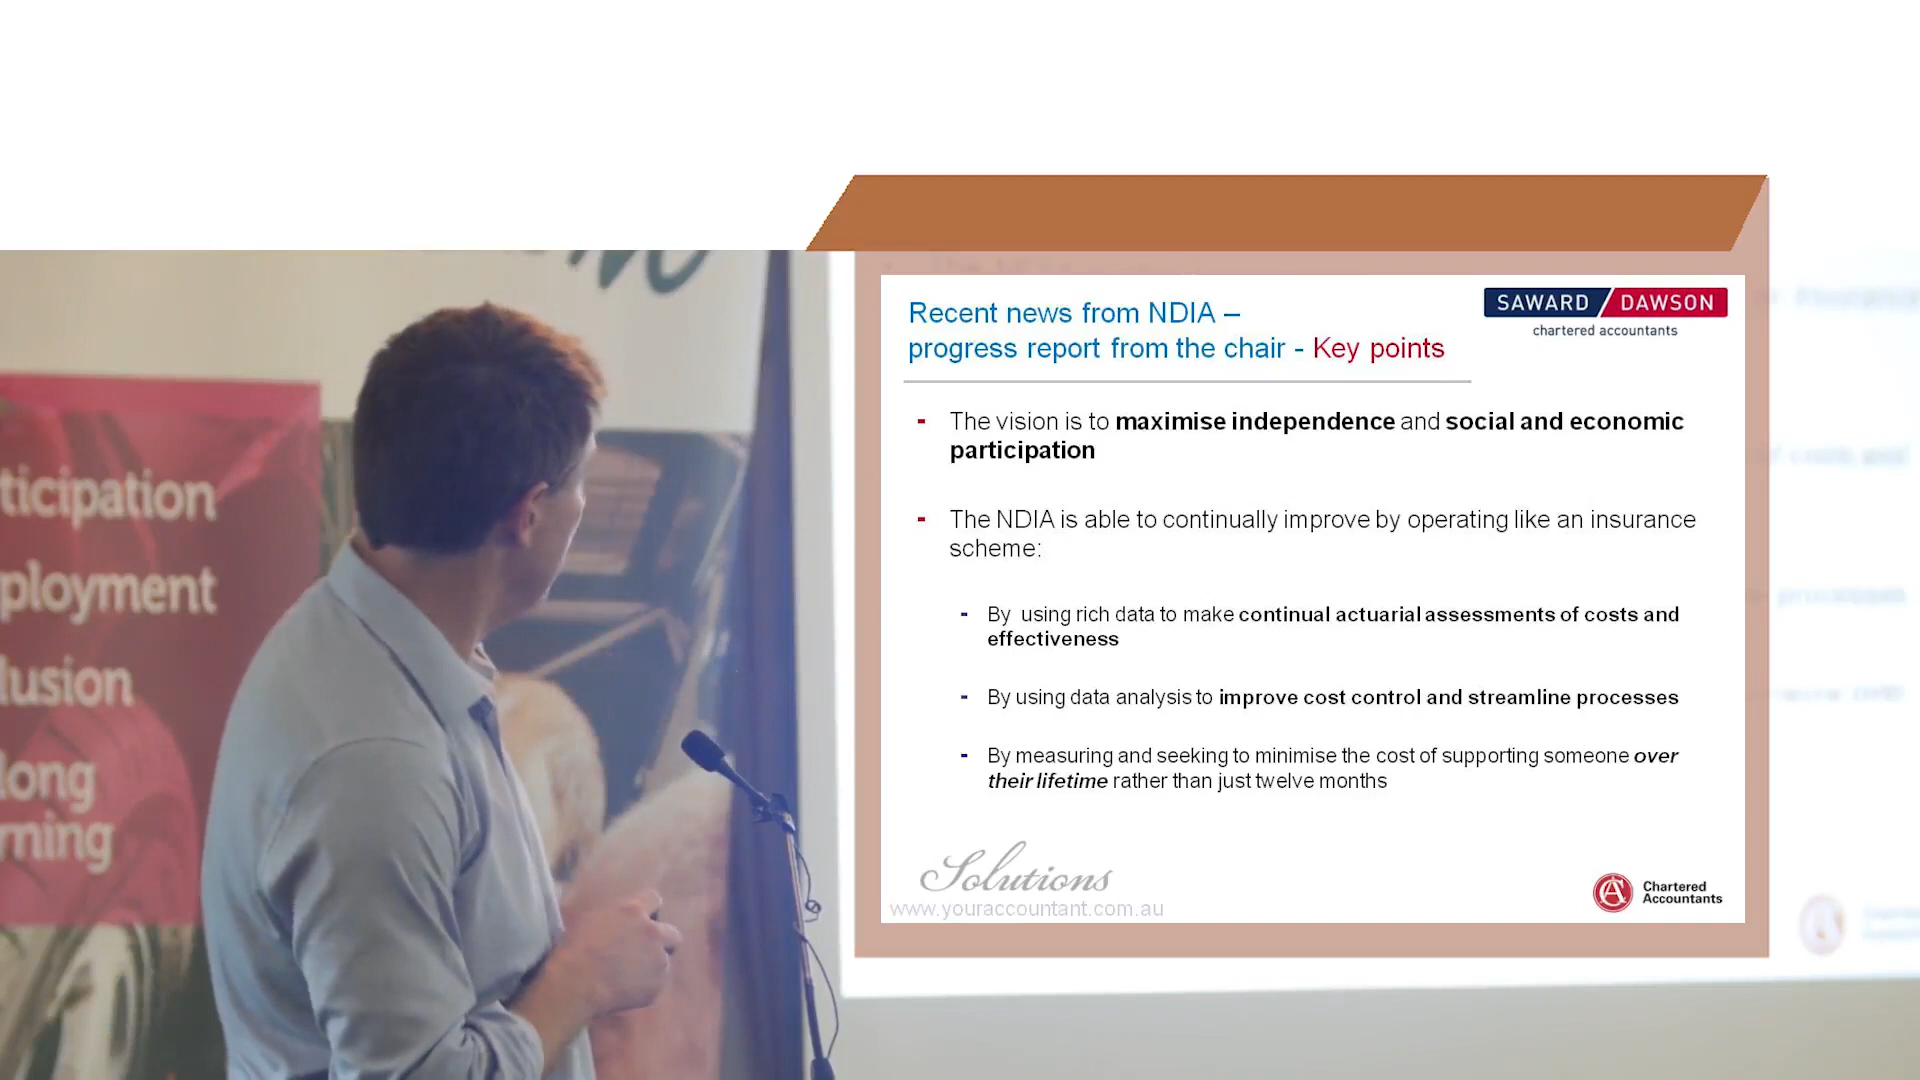 ticipation
ployment
lusion
long
rning
Recent news from NDIA –
progress report from the chair - Key points
SAWARD DAWSON
chartered accountants
- The vision is to maximise independence and social and economic
participation
- The NDIA is able to continually improve by operating like an insurance
scheme:
- By using rich data to make continual actuarial assessments of costs and
effectiveness
- By using data analysis to improve cost control and streamline processes
- By measuring and seeking to minimise the cost of supporting someone over
their lifetime rather than just twelve months
Solutions
www.youraccountant.com.au
Chartered
Accountants